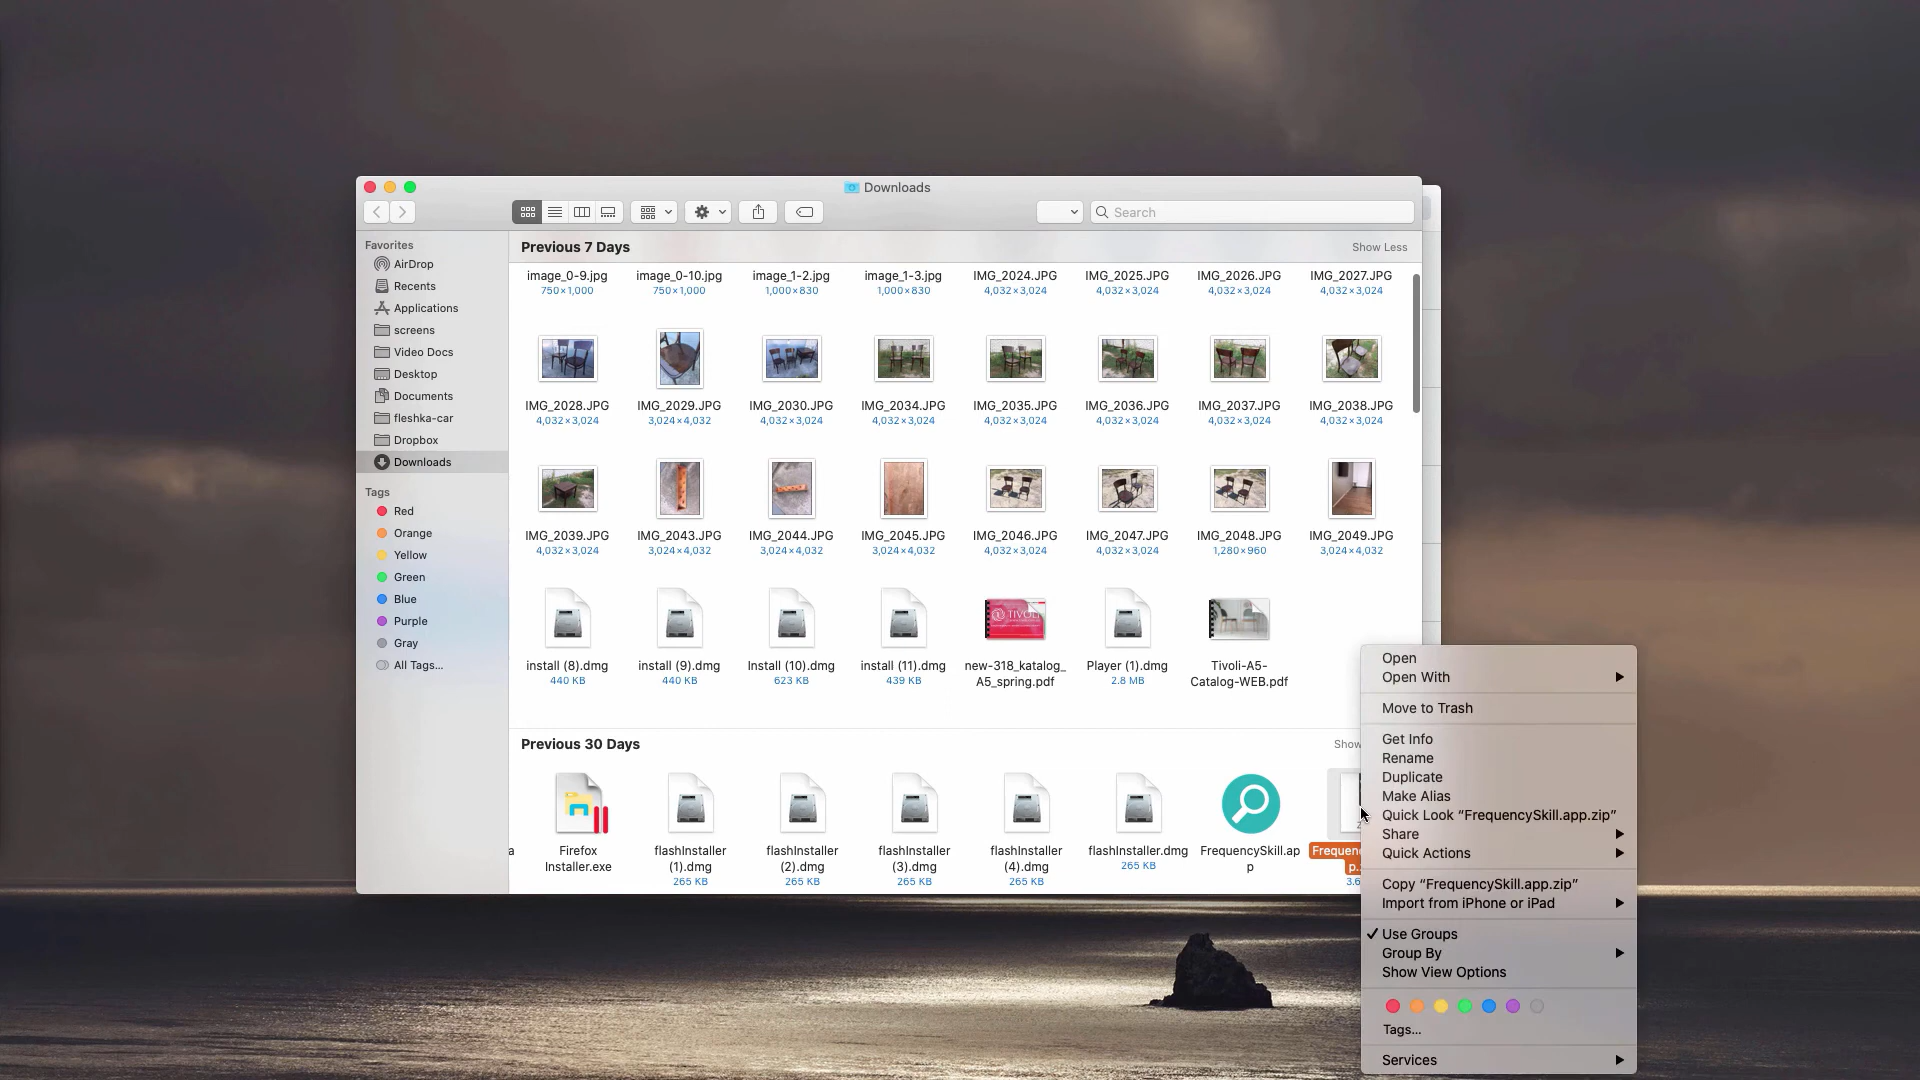 Downloads
Search
Favorites
AirDrop
Recents
Applications
screens
Video Docs
Desktop
Documents
fleshka-car
Dropbox
Downloads
Tags
Red
Orange
Yellow
Green
Blue
Purple
Gray
All Tags...
Previous 7 Days
Show Less
image_0-9.jpg image_0-10.jpg image_1-2.jpg image_1-3.jpg IMG_2024.JPG IMG_2025.JPG IMG_2026.JPG IMG_2027.JPG
750×1,000 750×1,000 1,000×830 1,000×830 4,032×3,024 4,032×3,024 4,032×3,024 4,032×3,024
IMG_2028.JPG IMG_2029.JPG IMG_2030.JPG IMG_2034.JPG IMG_2035.JPG IMG_2036.JPG IMG_2037.JPG IMG_2038.JPG
4,032×3,024 3,024×4,032 4,032×3,024 4,032×3,024 4,032×3,024 4,032×3,024 4,032×3,024 4,032×3,024
IMG_2039.JPG IMG_2043.JPG IMG_2044.JPG IMG_2045.JPG IMG_2046.JPG IMG_2047.JPG IMG_2048.JPG IMG_2049.JPG
4,032×3,024 3,024×4,032 3,024×4,032 3,024×4,032 4,032×3,024 4,032×3,024 1,280×960 3,024×4,032
TIVOLI
install (8).dmg install (9).dmg Install (10).dmg install (11).dmg new-318_katalog_ Player (1).dmg Tivoli-A5-
440 KB 440 KB 623 KB 439 KB A5_spring.pdf 2.8 MB Catalog-WEB.pdf
Previous 30 Days
Show
a Firefox flashInstaller flashInstaller flashInstaller flashInstaller flashInstaller.dmg FrequencySkill.ap Frequen
Installer.exe (1).dmg (2).dmg (3).dmg (4).dmg 265 KB p p.
265 KB 265 KB 265 KB 265 KB 3.6
Open
Open With
Move to Trash
Get Info
Rename
Duplicate
Make Alias
Quick Look “FrequencySkill.app.zip”
Share
Quick Actions
Copy “FrequencySkill.app.zip”
Import from iPhone or iPad
Use Groups
Group By
Show View Options
Tags...
Services